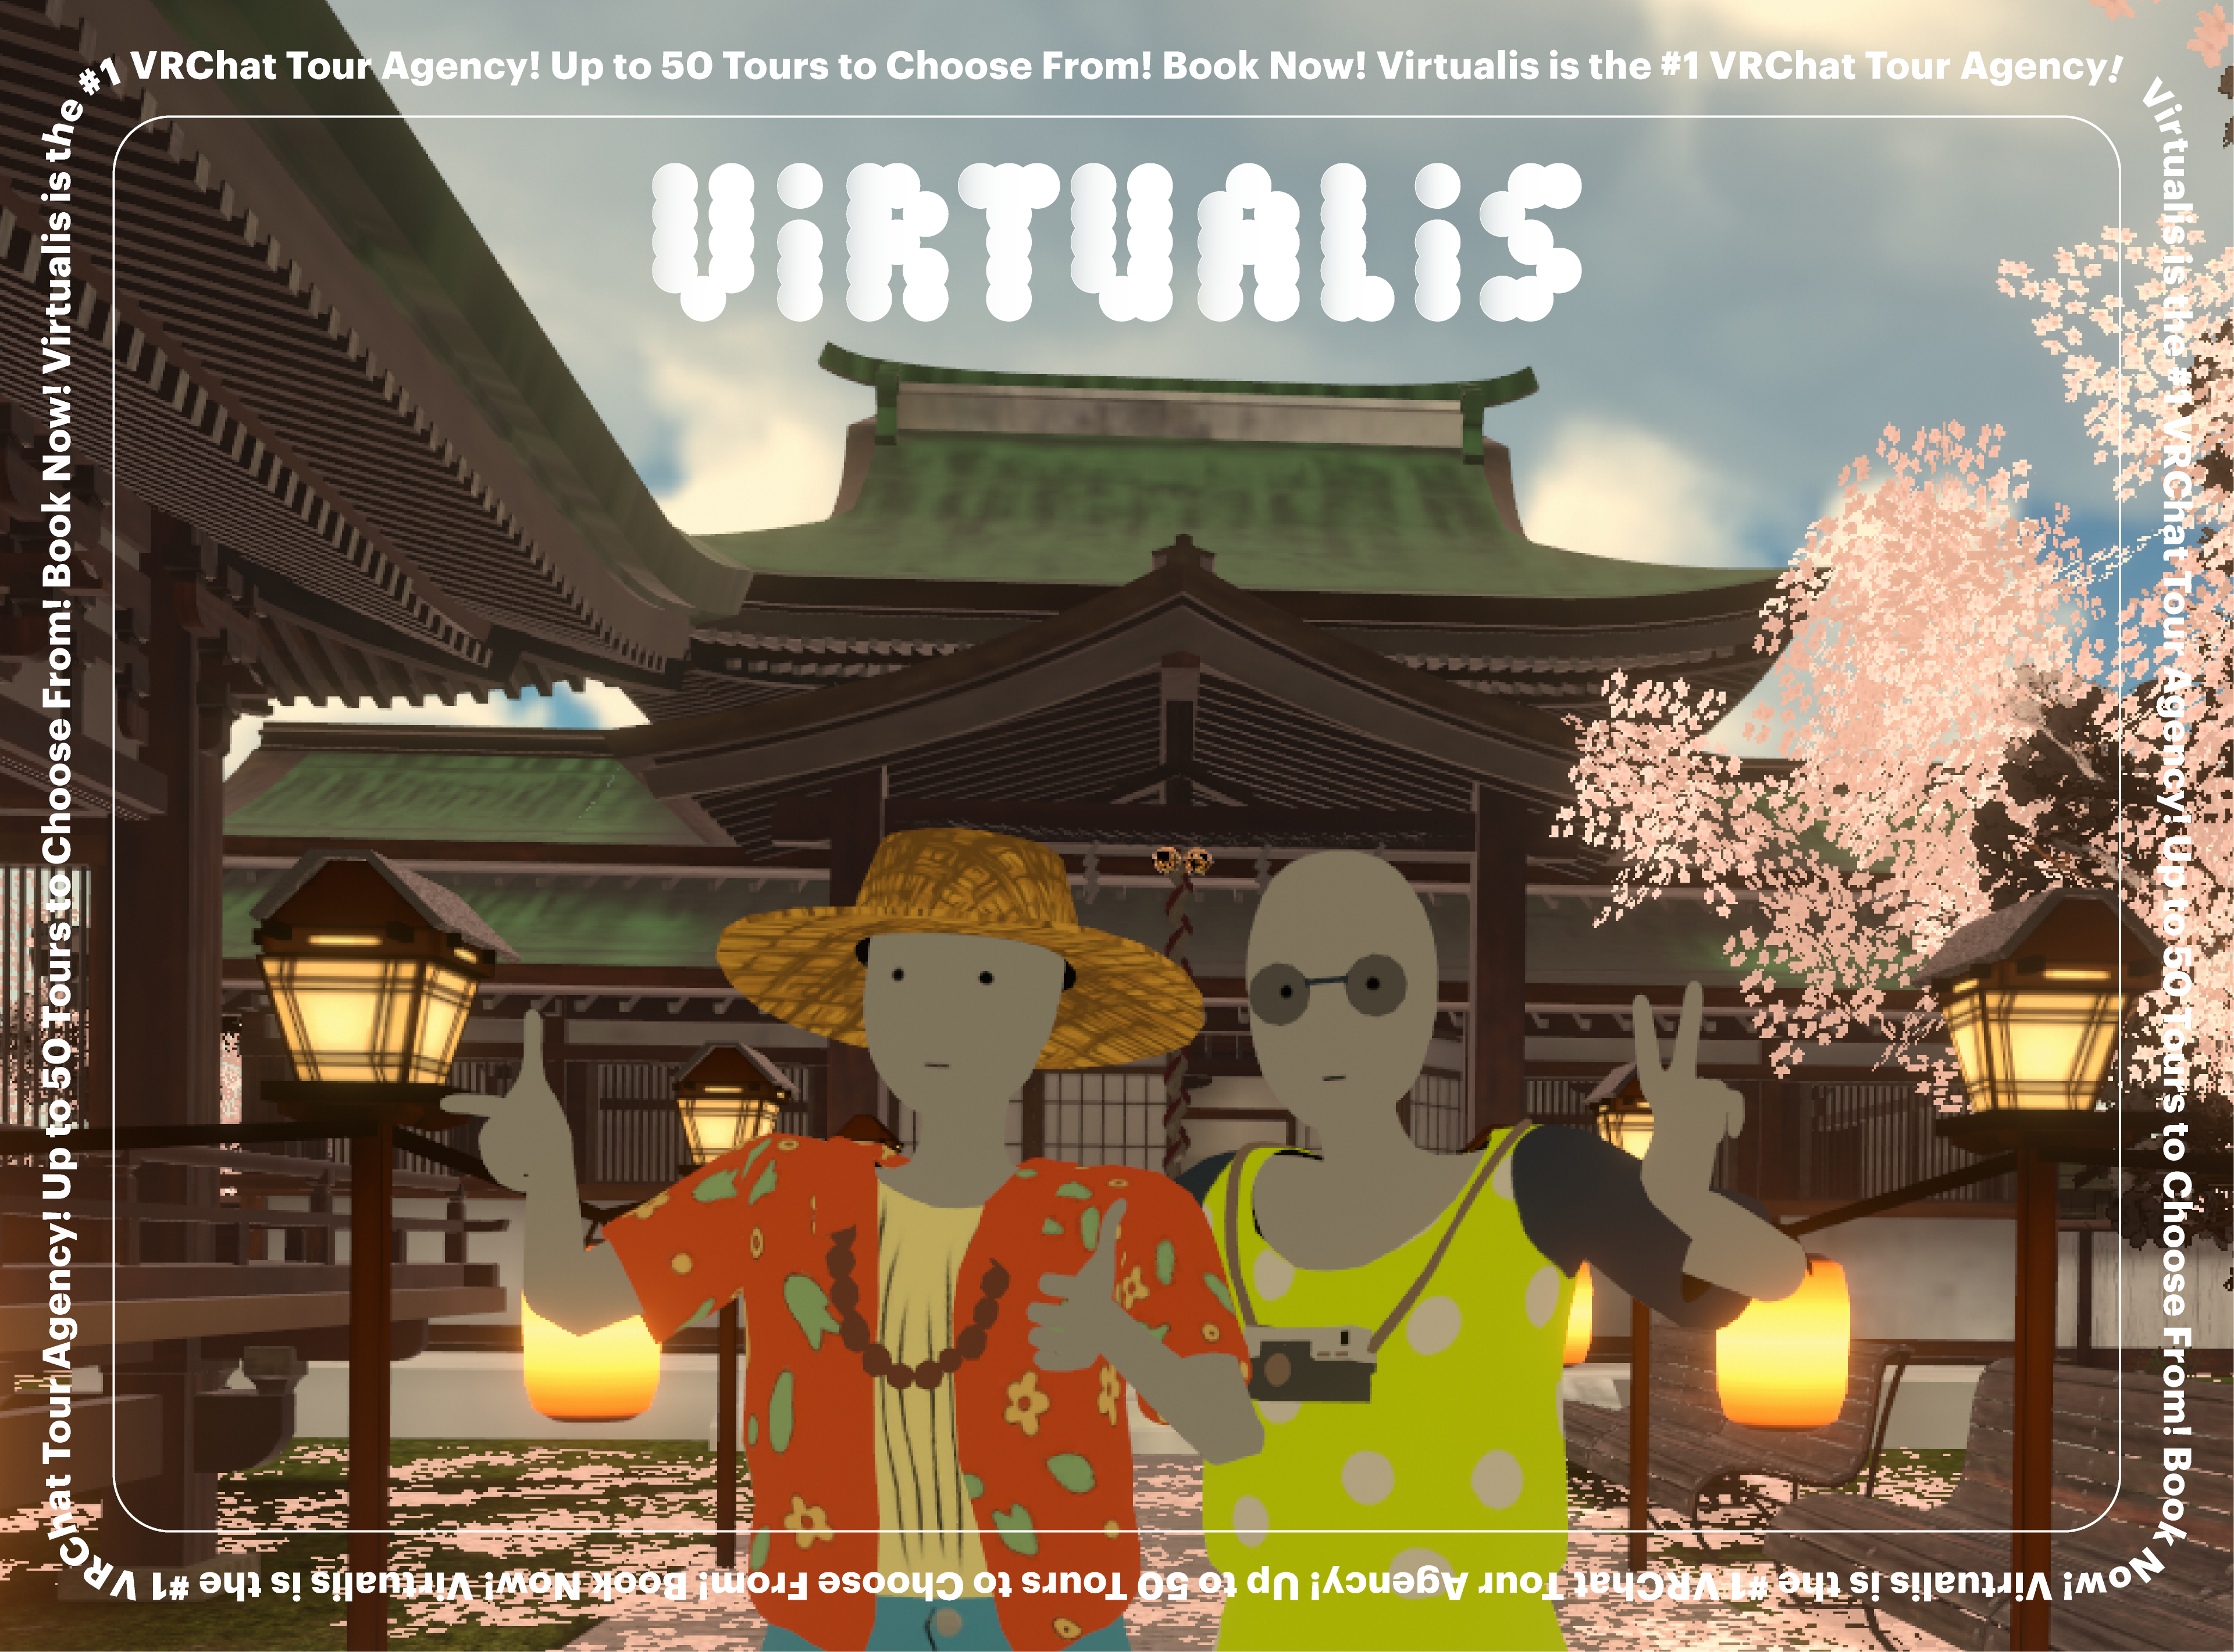 #1 VRChat Tour Agency! Up to 50 Tours to Choose From! Book Now! Virtualis is the #1 VRChat Tour Agency!
Virtualis is the #1 VRChat Tour Agency! Up to 50 Tours to Choose From! Book
Now! Virtualis is the #1 VRChat Tour Agency! Up to 50 Tours to Choose From! Book Now! Virtualis is the #1
VRChat Tour Agency! Up to 50 Tours to Choose From! Book Now! Virtualis is the
ViRTUALiS